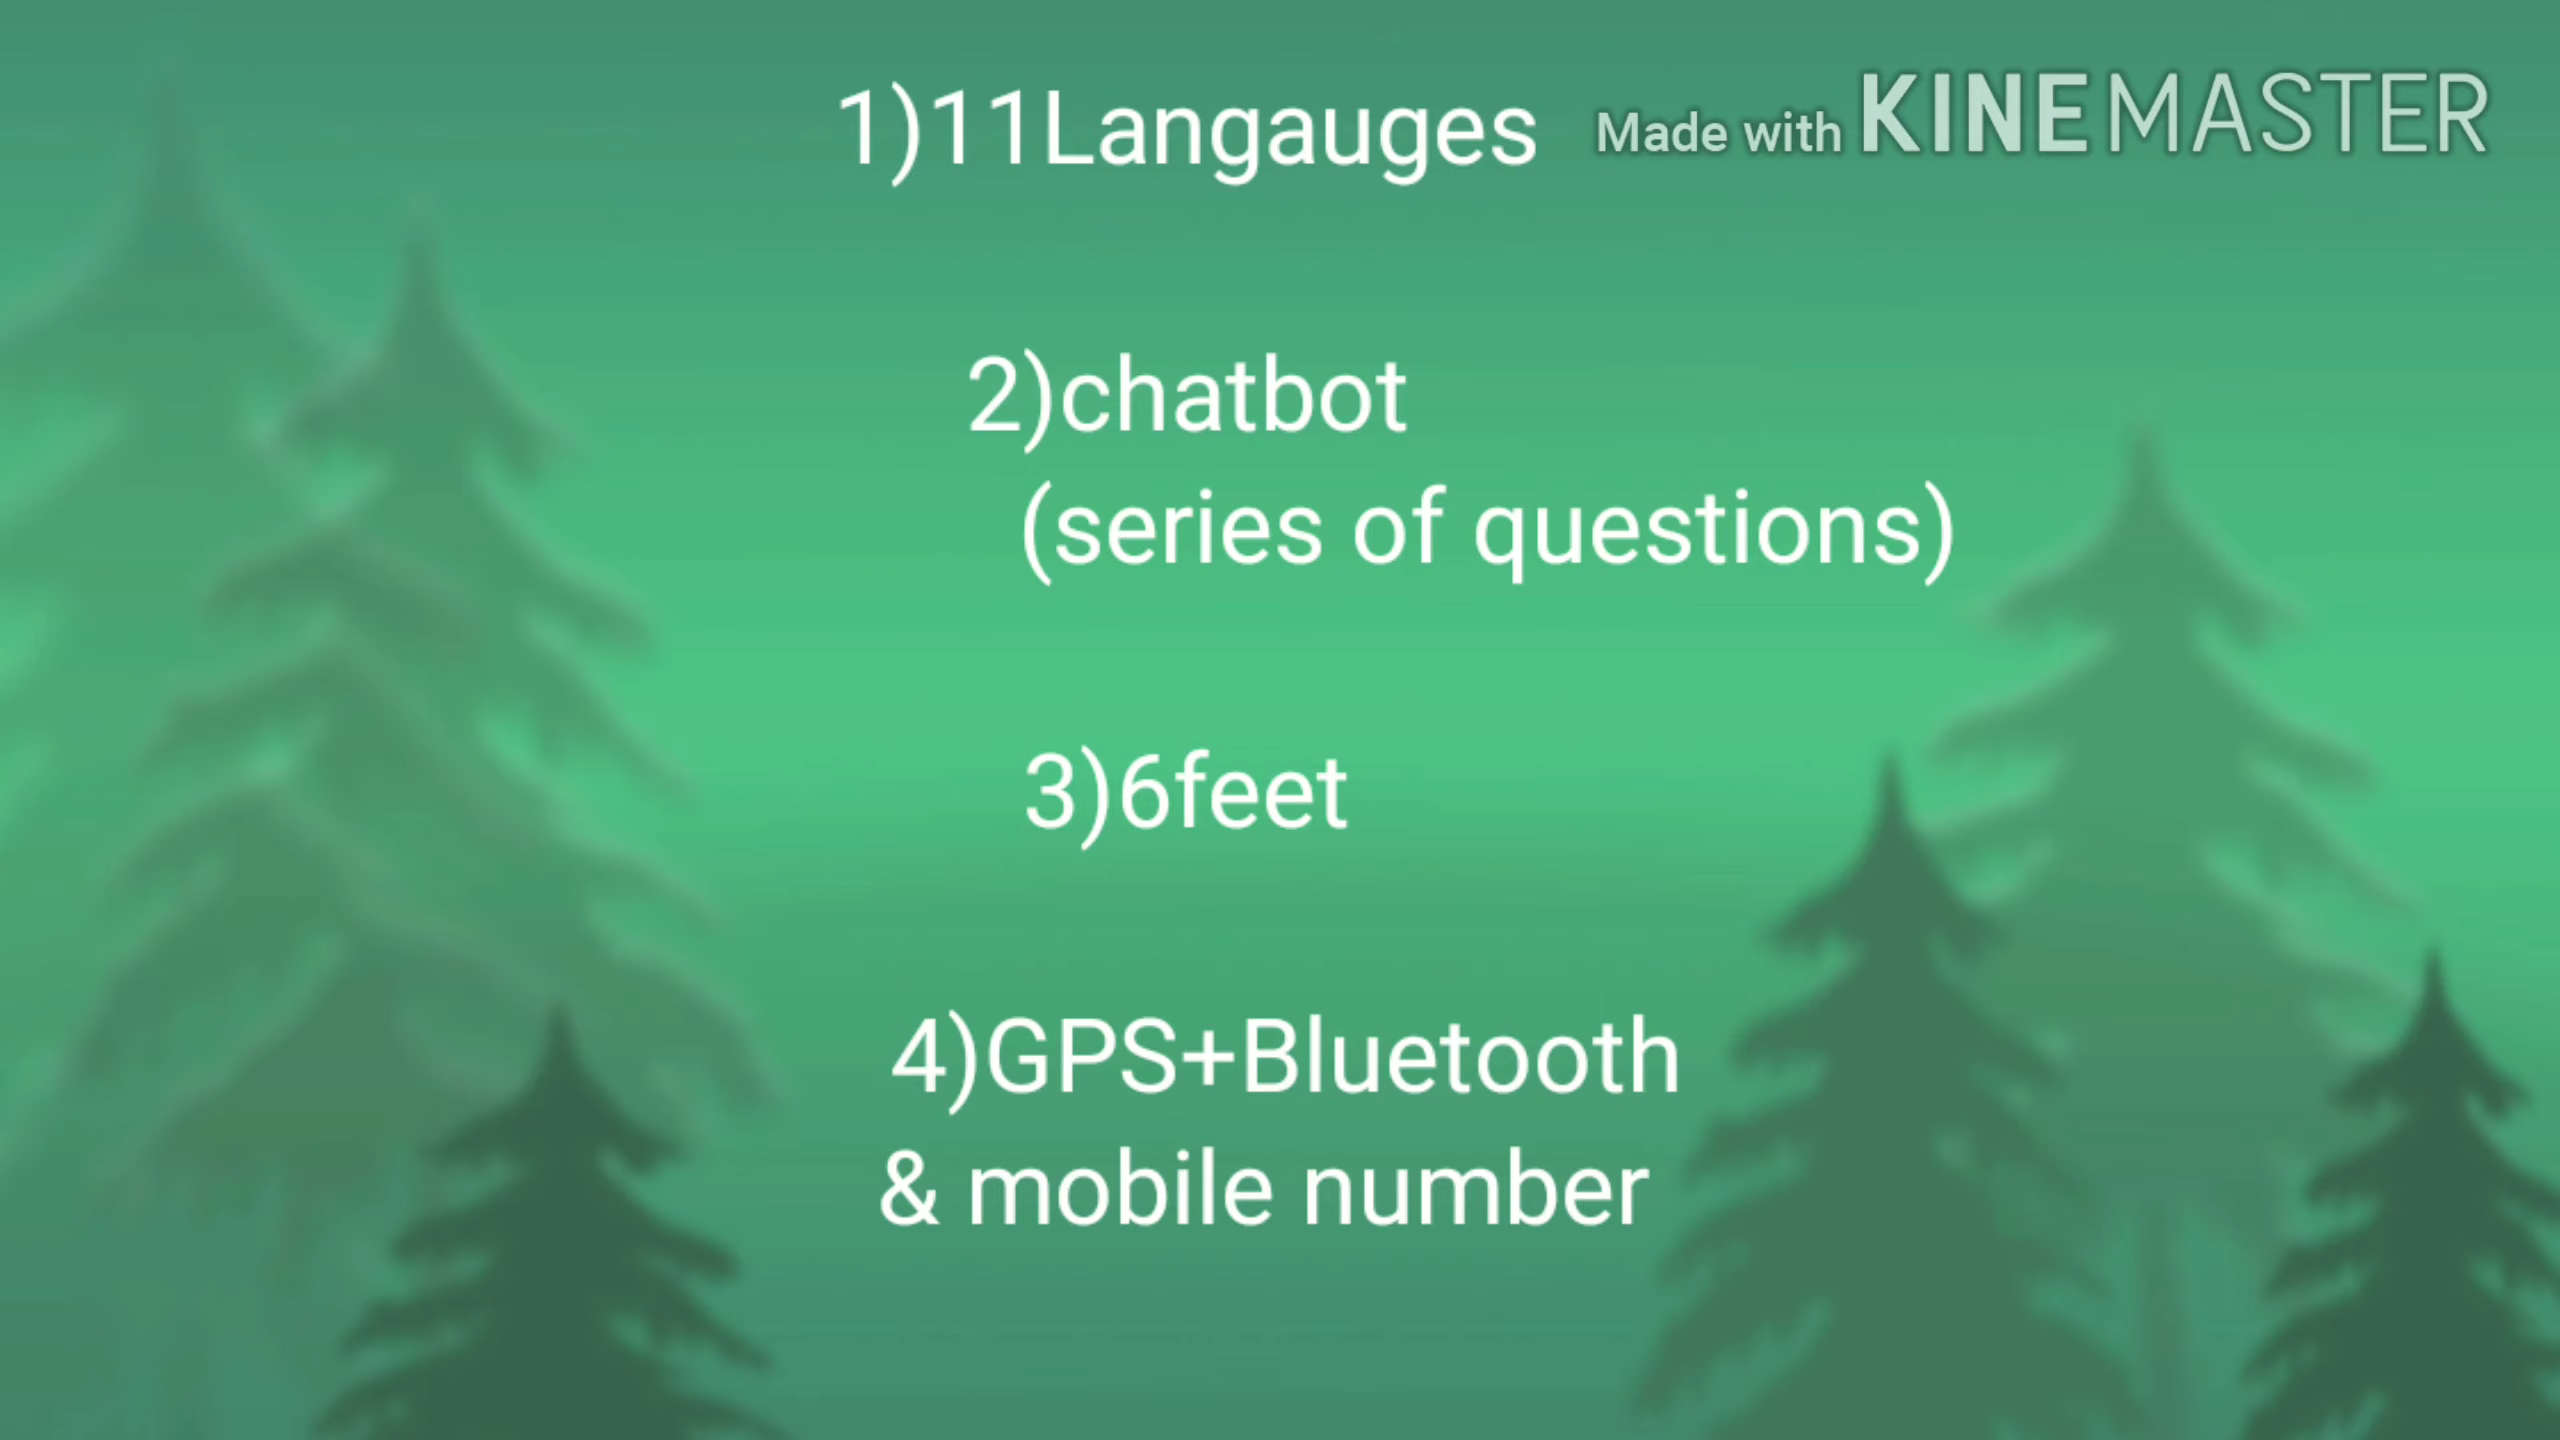 1)11Langauges
Made with KINEMASTER
2)chatbot
(series of questions)
3)6feet
4)GPS+Bluetooth
& mobile number